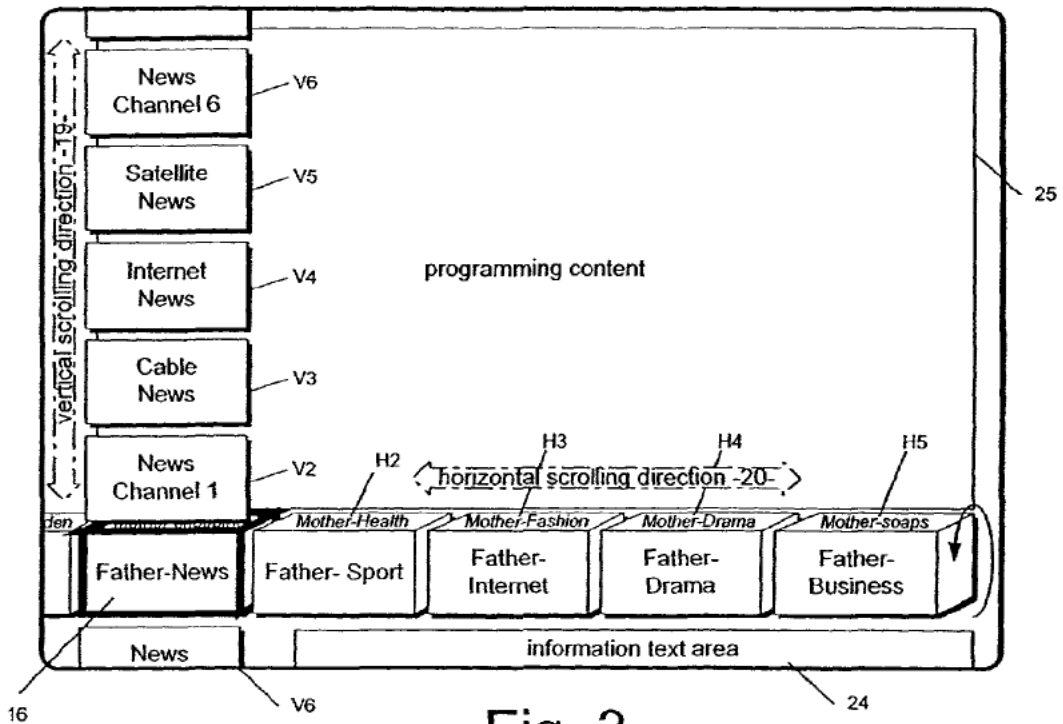 News
Channel 6
V6
Satellite
News
V5
vertical scrolling direction -19-
25
Internet
News
V4
programming content
Cable
News
V3
News
Channel 1
V2
H2
H3
H4
H5
horizontal scrolling direction -20-
den
Mother-Health
Mother-Fashion
Mother-Drama
Mother-soaps
Father-News
Father- Sport
Father-
Internet
Father-
Drama
Father-
Business
News
information text area
16
V6
24